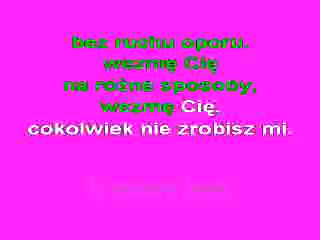 bez ruchu oporu.
wezmę Cię
na różne sposoby,
wezmę Cię.
cokolwiek nie zrobisz mi.